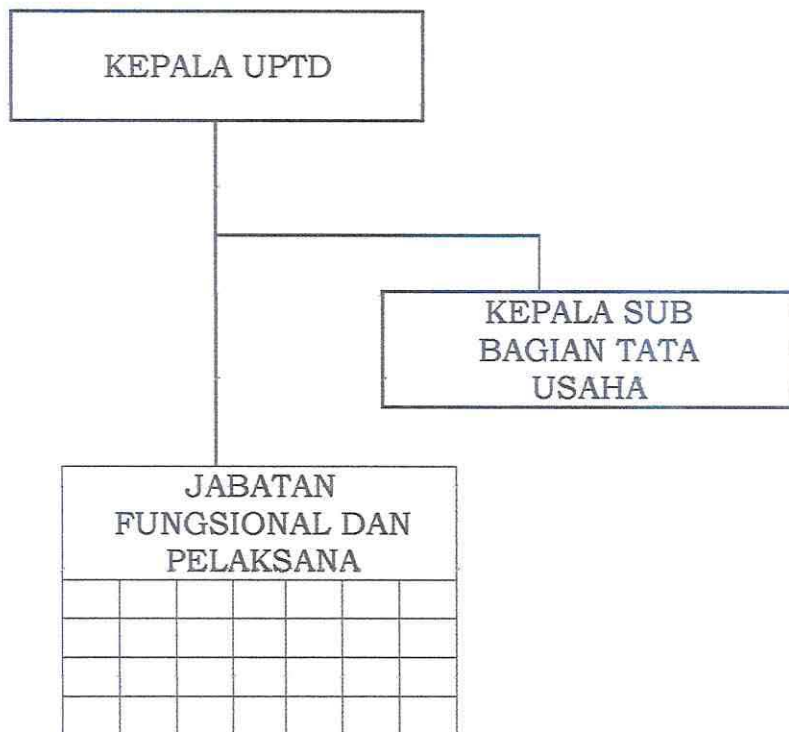 KEPALA UPTD
KEPALA SUB
BAGIAN TATA
USAHA
JABATAN
FUNGSIONAL DAN
PELAKSANA